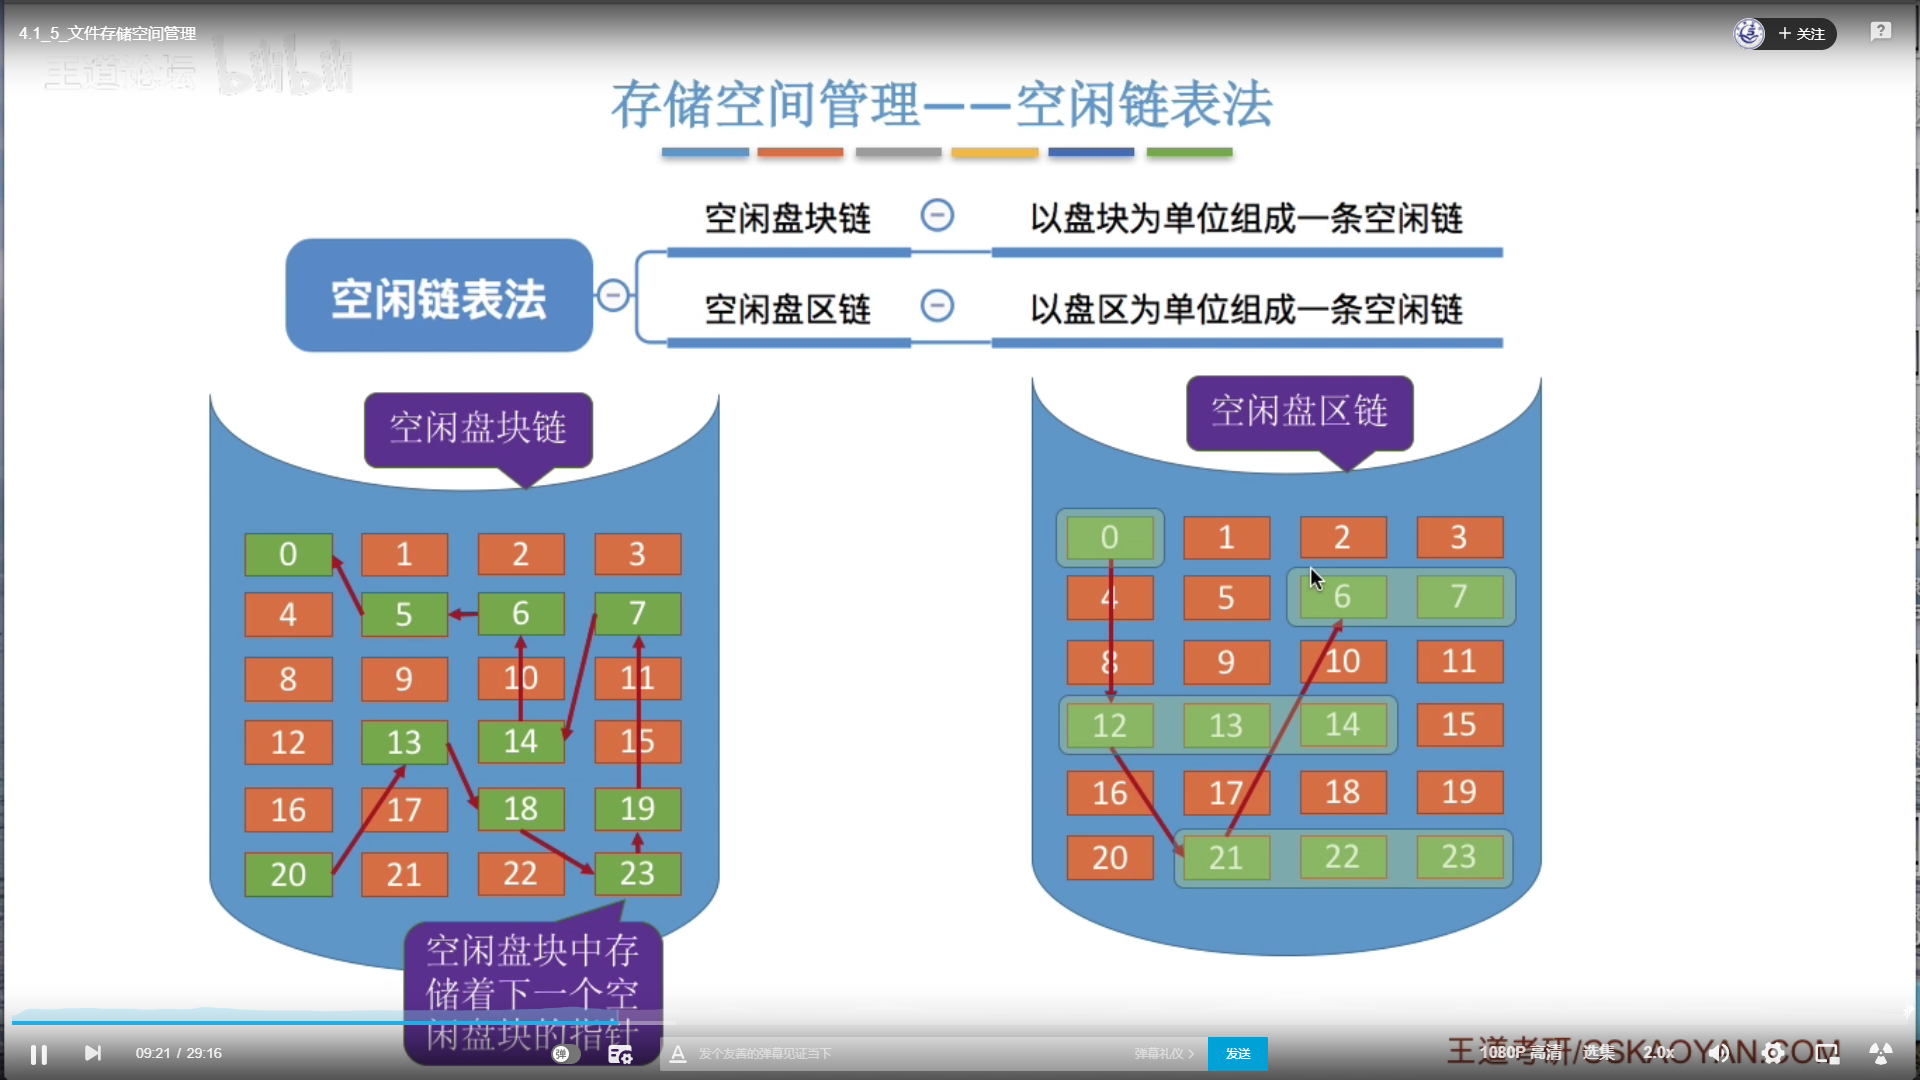 4.1_5_文件存储空间管理
+ 关注
王道论坛 bilibili
存储空间管理——空闲链表法
空闲盘块链
以盘块为单位组成一条空闲链
空闲链表法
空闲盘区链
以盘区为单位组成一条空闲链
空闲盘块链
0 1 2 3
4 5 6 7
8 9 10 11
12 13 14 15
16 17 18 19
20 21 22 23
空闲盘块中存
储着下一个空
闲盘块的指针
空闲盘区链
0 1 2 3
4 5 6 7
8 9 10 11
12 13 14 15
16 17 18 19
20 21 22 23
09:21 / 29:16
弹
A
发个友善的弹幕见证当下
弹幕礼仪 >
发送
王道考研/CSKAOYAN.COM
1080P 高清
选集
2.0x